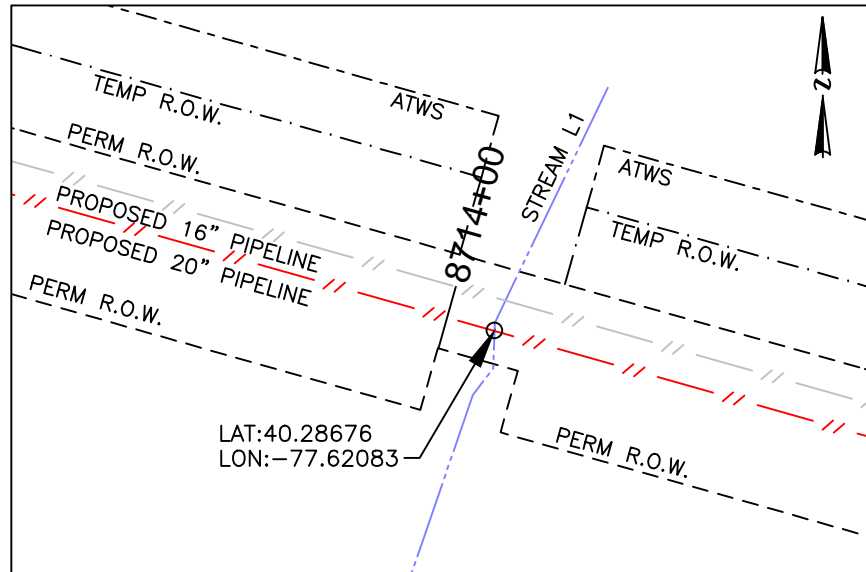 ATWS
TEMP R.O.W.
PERM R.O.W.
PROPOSED 16" PIPELINE
PROPOSED 20" PIPELINE
PERM R.O.W.
8714+00
STREAM L1
N
ATWS
TEMP R.O.W.
PERM R.O.W.
LAT:40.28676
LON:-77.62083